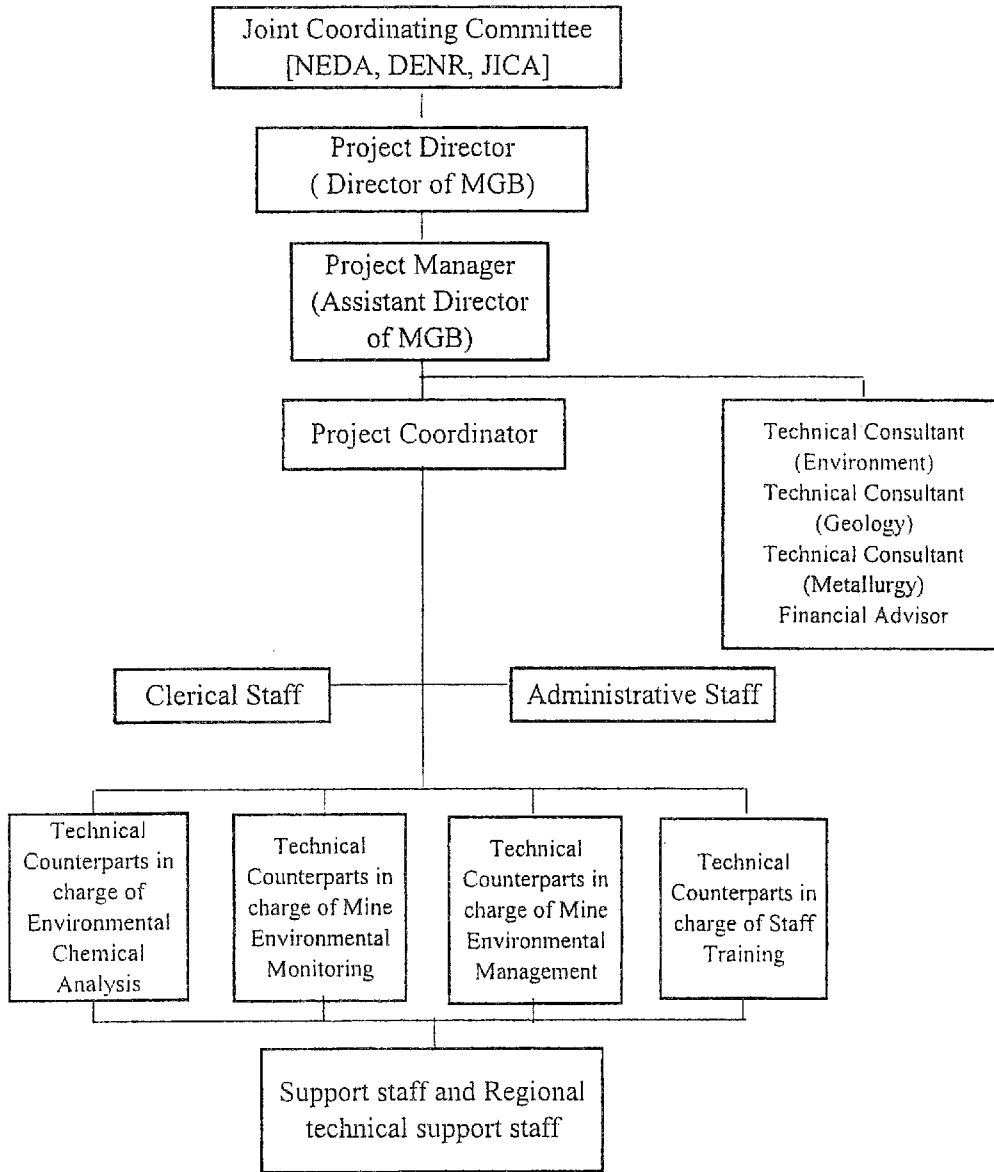 Joint Coordinating Committee
[NEDA, DENR, JICA]
Project Director
( Director of MGB)
Project Manager
(Assistant Director
of MGB)
Project Coordinator
Technical Consultant
(Environment)
Technical Consultant
(Geology)
Technical Consultant
(Metallurgy)
Financial Advisor
Clerical Staff
Administrative Staff
Technical
Counterparts in
charge of
Environmental
Chemical
Analysis
Technical
Counterparts in
charge of Mine
Environmental
Monitoring
Technical
Counterparts in
charge of Mine
Environmental
Management
Technical
Counterparts in
charge of Staff
Training
Support staff and Regional
technical support staff